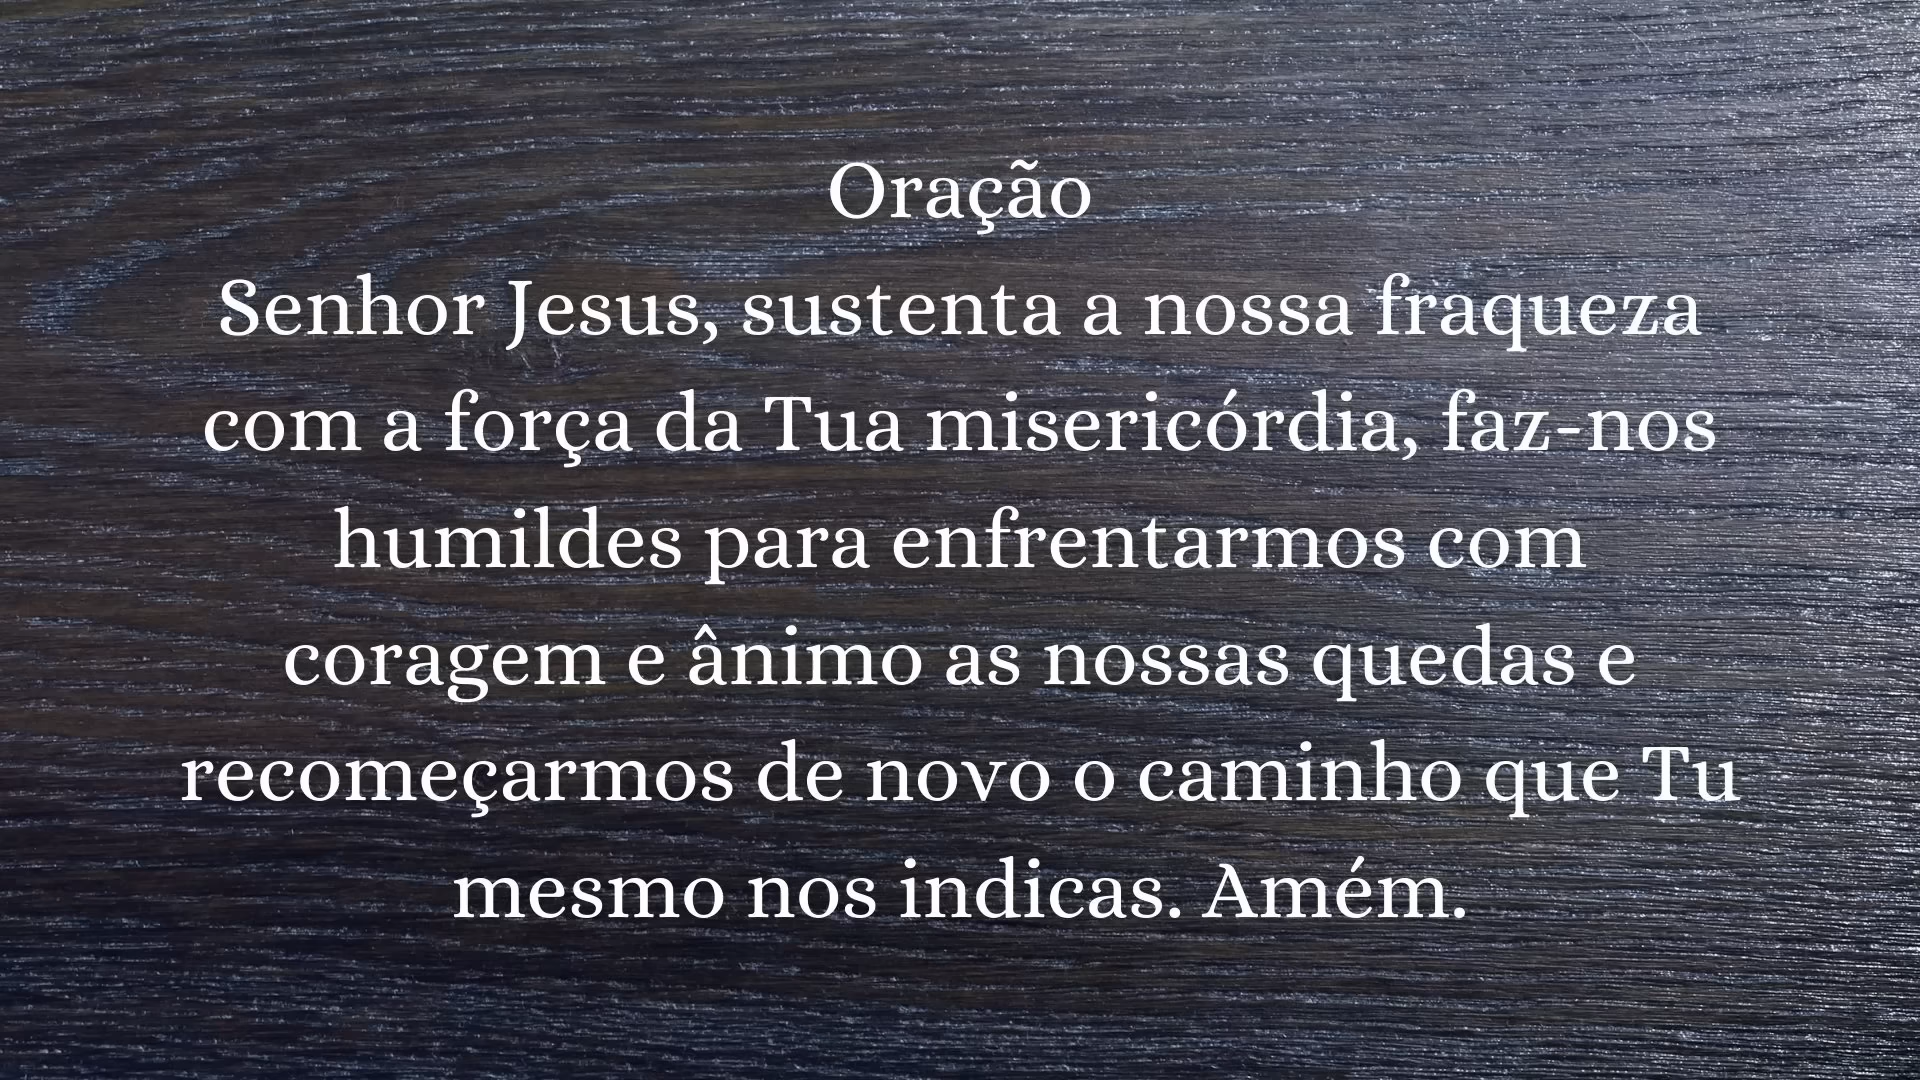 Oração
Senhor Jesus, sustenta a nossa fraqueza
com a força da Tua misericórdia, faz-nos
humildes para enfrentarmos com
coragem e ânimo as nossas quedas e
recomeçarmos de novo o caminho que Tu
mesmo nos indicas. Amém.